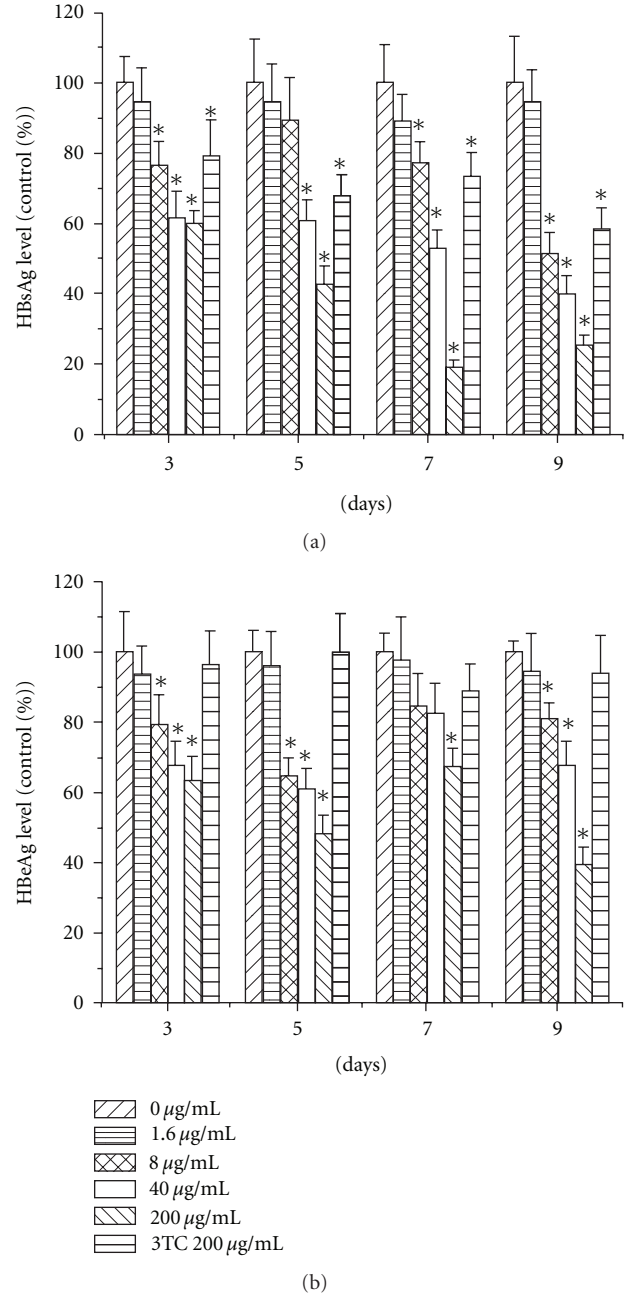 120
100
80
60
40
20
0
HBsAg level (control (%))
* * * *
* * *
* * * *
* * * *
3 5 7 9
(days)
(a)
120
100
80
60
40
20
0
HBeAg level (control (%))
* * *
* * *
*
* * *
3 5 7 9
(days)
0 µg/mL
1.6 µg/mL
8 µg/mL
40 µg/mL
200 µg/mL
3TC 200 µg/mL
(b)